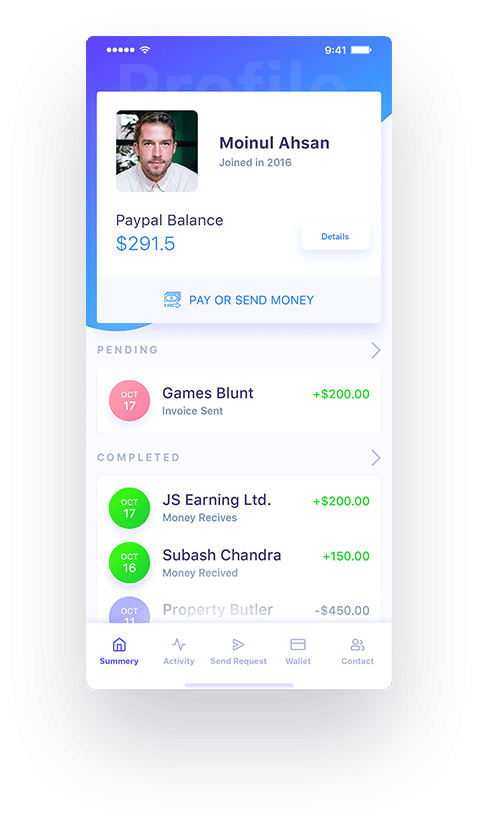 9:41
Profile
Moinul Ahsan
Joined in 2016
Paypal Balance
$291.5
Details
PAY OR SEND MONEY
PENDING
OCT
17
Games Blunt
+$200.00
Invoice Sent
COMPLETED
OCT
17
JS Earning Ltd.
+$200.00
Money Recives
OCT
16
Subash Chandra
+150.00
Money Recived
OCT
11
Property Butler
-$450.00
Summery
Activity
Send Request
Wallet
Contact